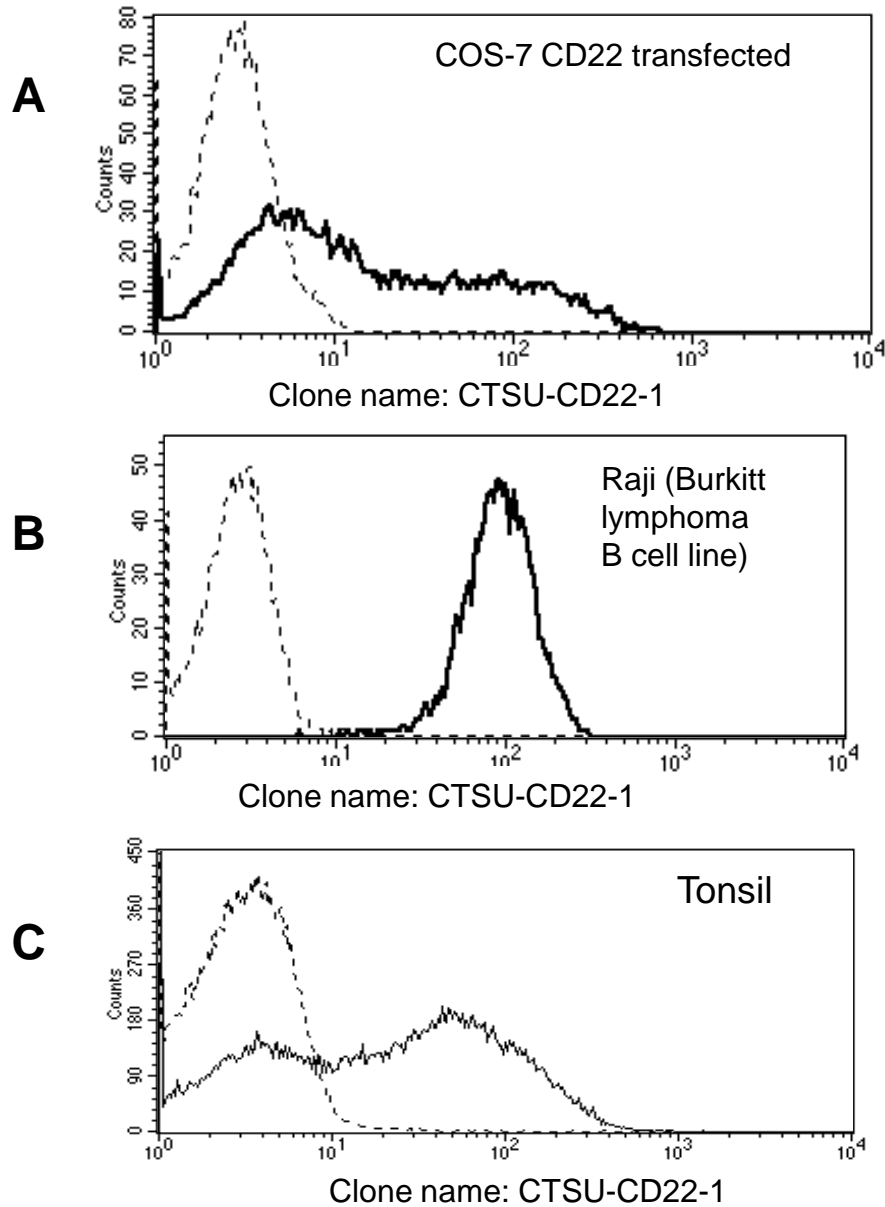 A
COS-7 CD22 transfected
Counts
80
70
60
50
40
30
20
10
0
10^0 10^1 10^2 10^3 10^4
Clone name: CTSU-CD22-1
B
Raji (Burkitt
lymphoma
B cell line)
Counts
50
40
30
20
10
0
10^0 10^1 10^2 10^3 10^4
Clone name: CTSU-CD22-1
C
Tonsil
Counts
450
360
270
180
90
0
10^0 10^1 10^2 10^3 10^4
Clone name: CTSU-CD22-1